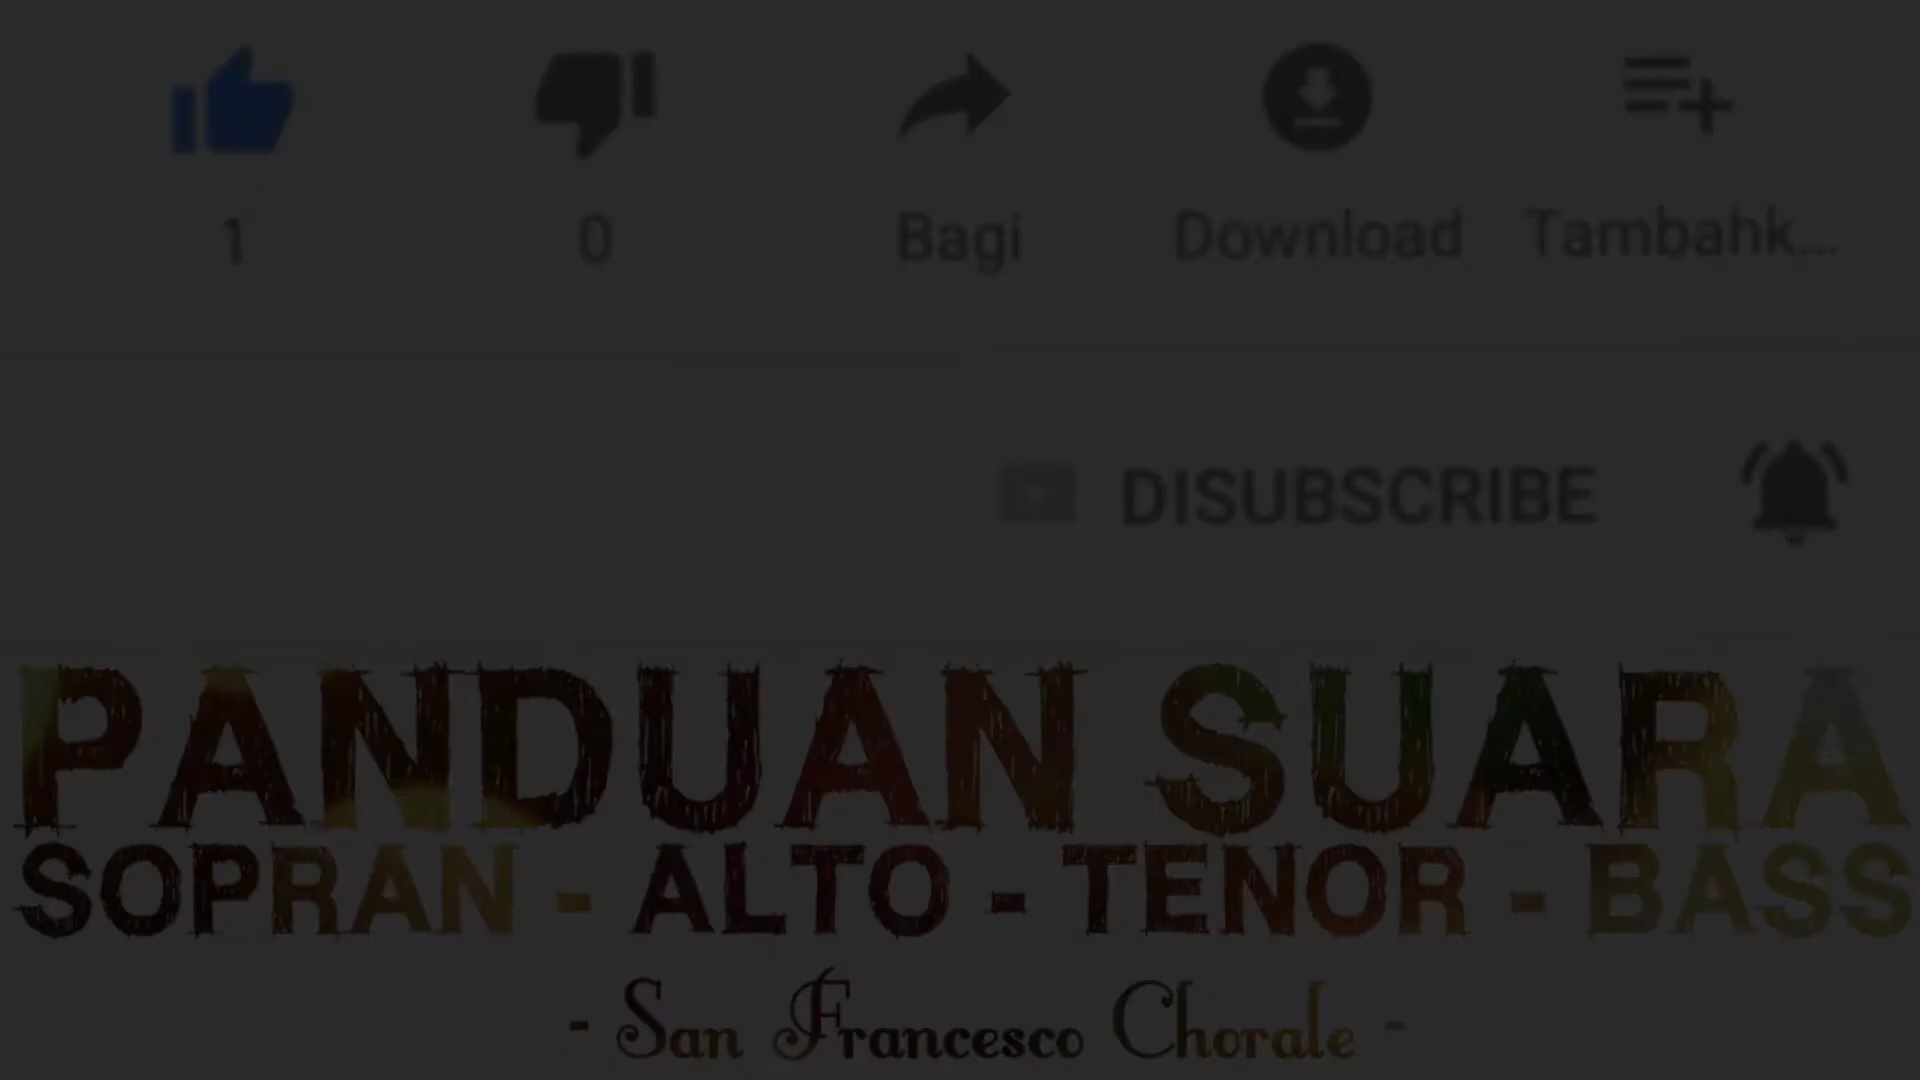 1 0 Bagi Download Tambahk...
DISUBSCRIBE
PANDUAN SUARA
SOPRAN - ALTO - TENOR - BASS
- San Francesco Chorale -